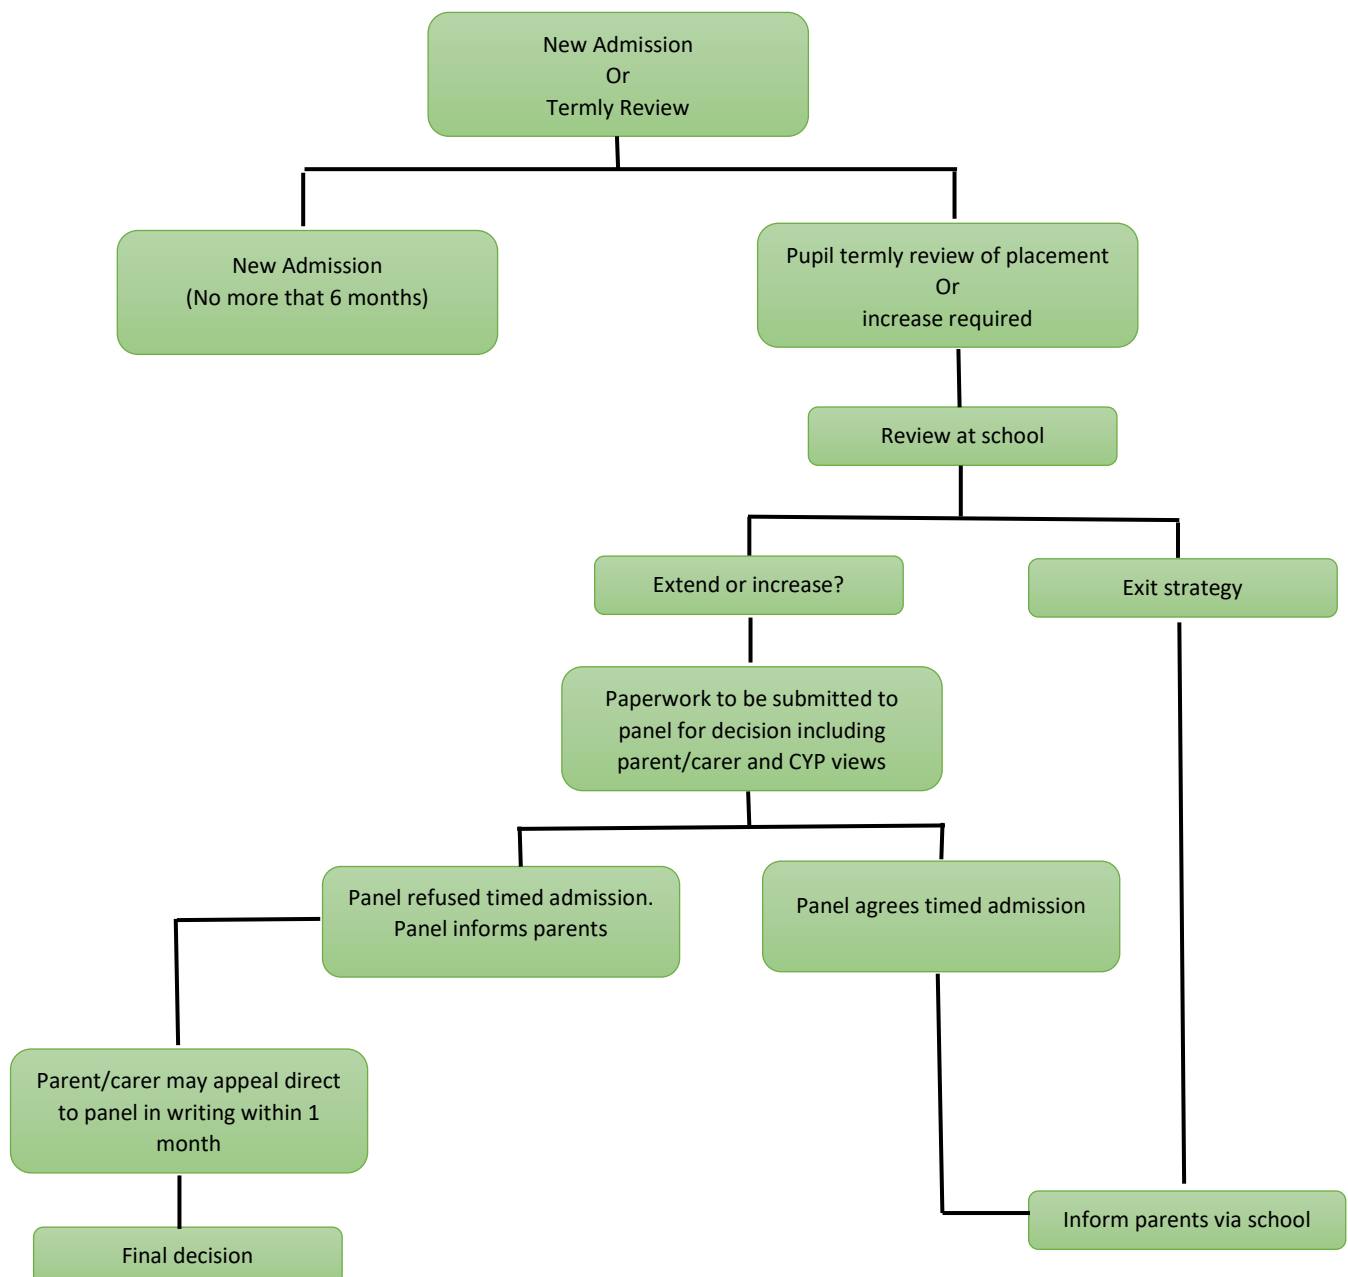 New Admission
Or
Termly Review
New Admission
(No more that 6 months)
Pupil termly review of placement
Or
increase required
Review at school
Extend or increase?
Exit strategy
Paperwork to be submitted to
panel for decision including
parent/carer and CYP views
Panel refused timed admission.
Panel informs parents
Panel agrees timed admission
Parent/carer may appeal direct
to panel in writing within 1
month
Inform parents via school
Final decision